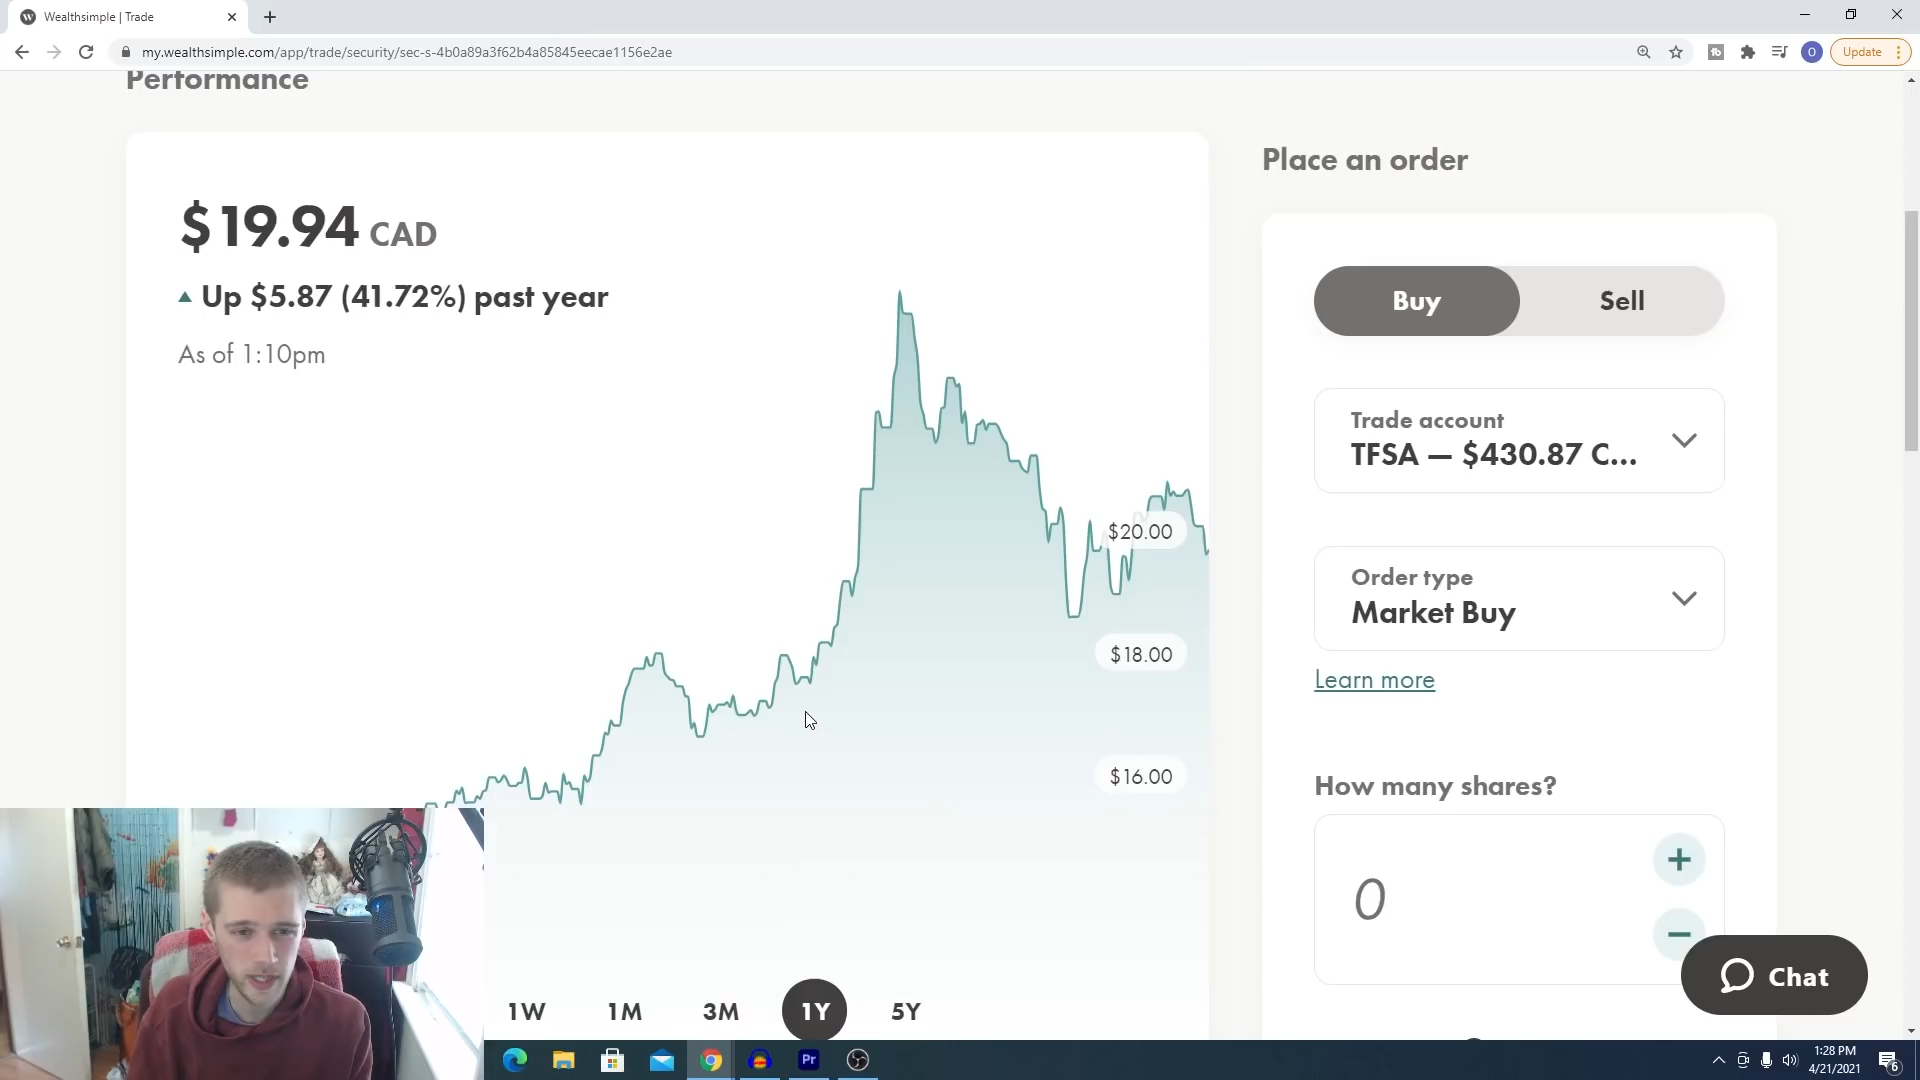 Wealthsimple | Trade
my.wealthsimple.com/app/trade/security/sec-s-4b0a89a3f62b4a85845eecae1156e2ae
Update
Performance
$19.94 CAD
Up $5.87 (41.72%) past year
As of 1:10pm
$20.00
$18.00
$16.00
1W 1M 3M 1Y 5Y
Place an order
Buy Sell
Trade account
TFSA — $430.87 C...
Order type
Market Buy
Learn more
How many shares?
0
Chat
Pr
1:28 PM
4/21/2021
6